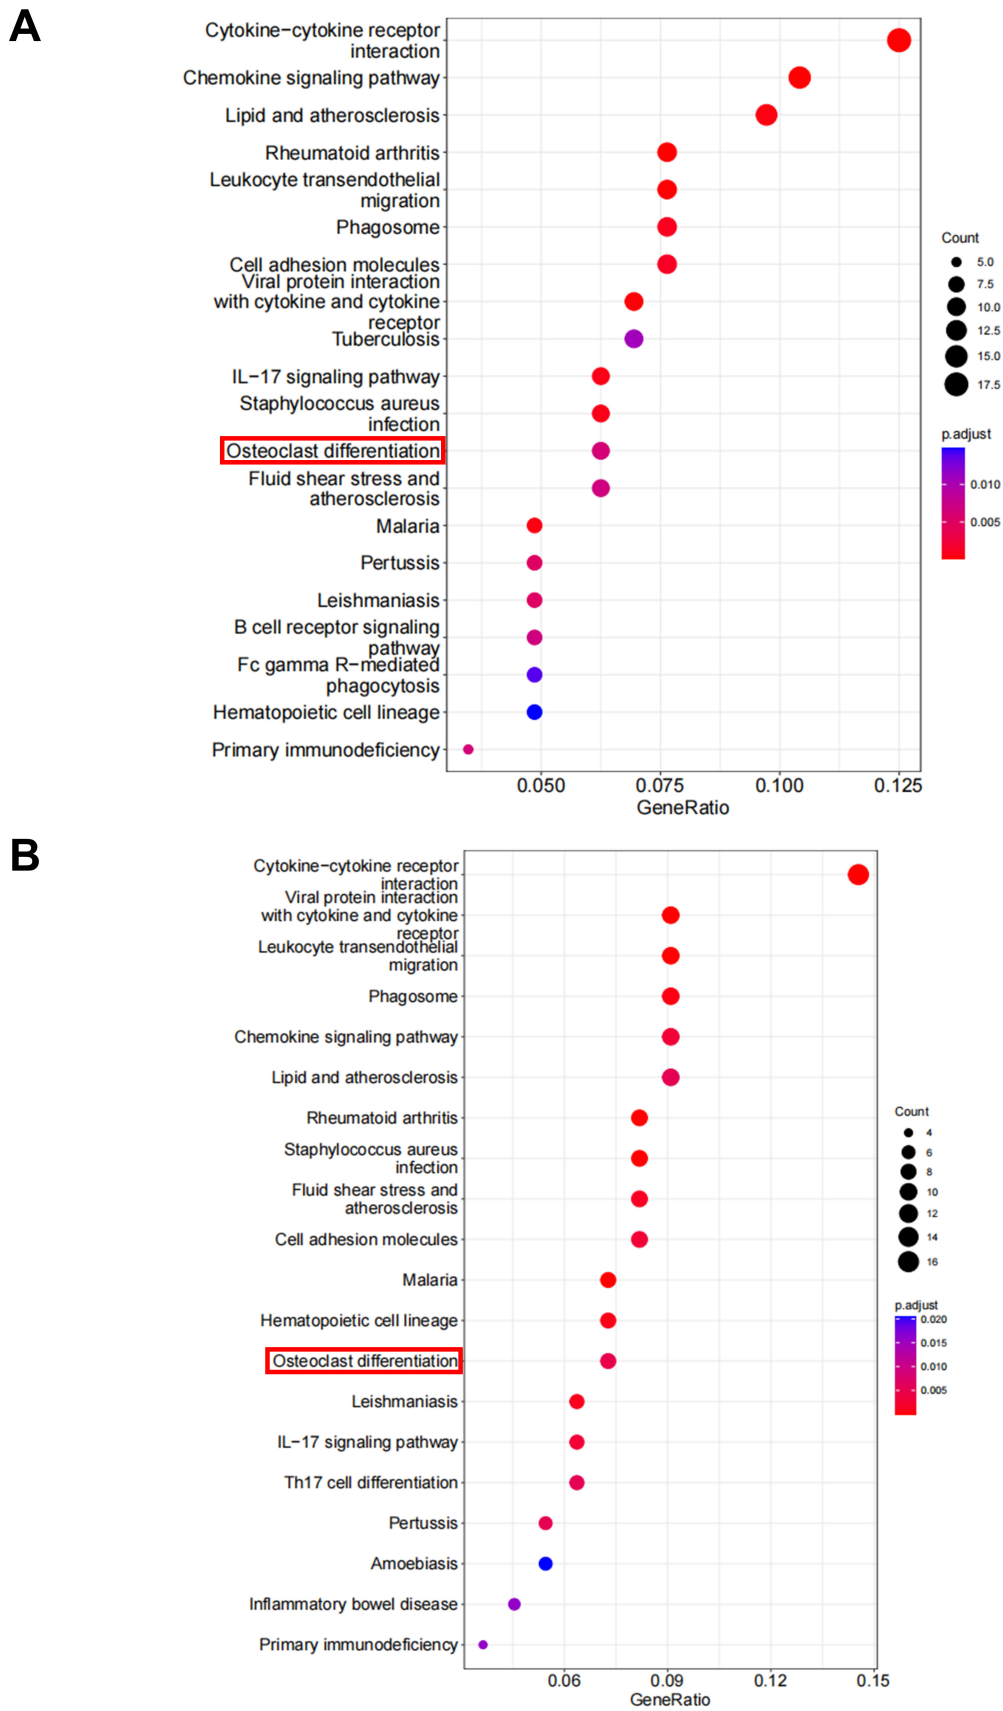 A
Cytokine−cytokine receptor
interaction
Chemokine signaling pathway
Lipid and atherosclerosis
Rheumatoid arthritis
Leukocyte transendothelial
migration
Phagosome
Cell adhesion molecules
Viral protein interaction
with cytokine and cytokine
receptor
Tuberculosis
IL−17 signaling pathway
Staphylococcus aureus
infection
Osteoclast differentiation
Fluid shear stress and
atherosclerosis
Malaria
Pertussis
Leishmaniasis
B cell receptor signaling
pathway
Fc gamma R−mediated
phagocytosis
Hematopoietic cell lineage
Primary immunodeficiency
0.050 0.075 0.100 0.125
GeneRatio
Count
5.0
7.5
10.0
12.5
15.0
17.5
p.adjust
0.010
0.005
B
Cytokine−cytokine receptor
interaction
Viral protein interaction
with cytokine and cytokine
receptor
Leukocyte transendothelial
migration
Phagosome
Chemokine signaling pathway
Lipid and atherosclerosis
Rheumatoid arthritis
Staphylococcus aureus
infection
Fluid shear stress and
atherosclerosis
Cell adhesion molecules
Malaria
Hematopoietic cell lineage
Osteoclast differentiation
Leishmaniasis
IL−17 signaling pathway
Th17 cell differentiation
Pertussis
Amoebiasis
Inflammatory bowel disease
Primary immunodeficiency
0.06 0.09 0.12 0.15
GeneRatio
Count
4
6
8
10
12
14
16
p.adjust
0.020
0.015
0.010
0.005